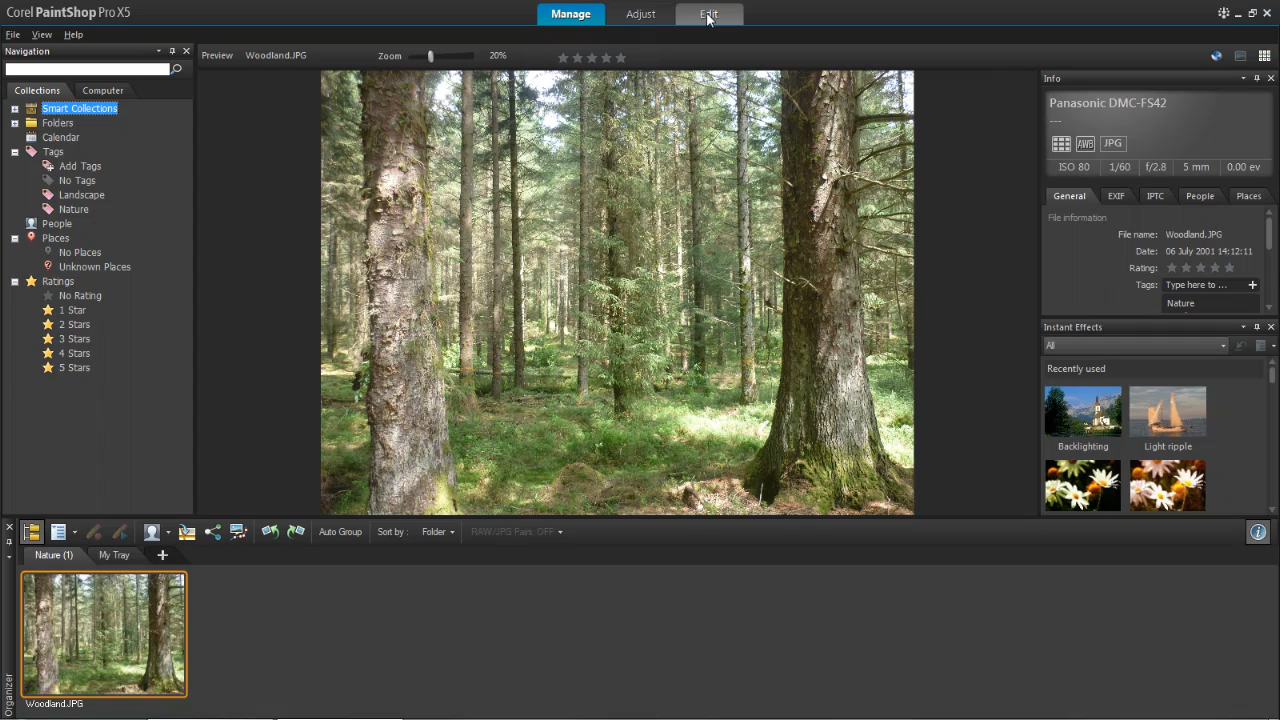 Corel PaintShop Pro X5
Manage Adjust Edit
File View Help
Navigation
Preview Woodland.JPG Zoom 20%
Collections Computer
Smart Collections
Folders
Calendar
Tags
Add Tags
No Tags
Landscape
Nature
People
Places
No Places
Unknown Places
Ratings
No Rating
1 Star
2 Stars
3 Stars
4 Stars
5 Stars
Info
Panasonic DMC-FS42
---
AWB JPG
ISO 80 1/60 f/2.8 5 mm 0.00 ev
General EXIF IPTC People Places
File information
File name: Woodland.JPG
Date: 06 July 2001 14:12:11
Rating:
Tags: Type here to ... +
Nature
Instant Effects
All
Recently used
Backlighting Light ripple
Auto Group Sort by : Folder RAW/JPG Pairs: OFF
Nature (1) My Tray +
Woodland.JPG
Organizer